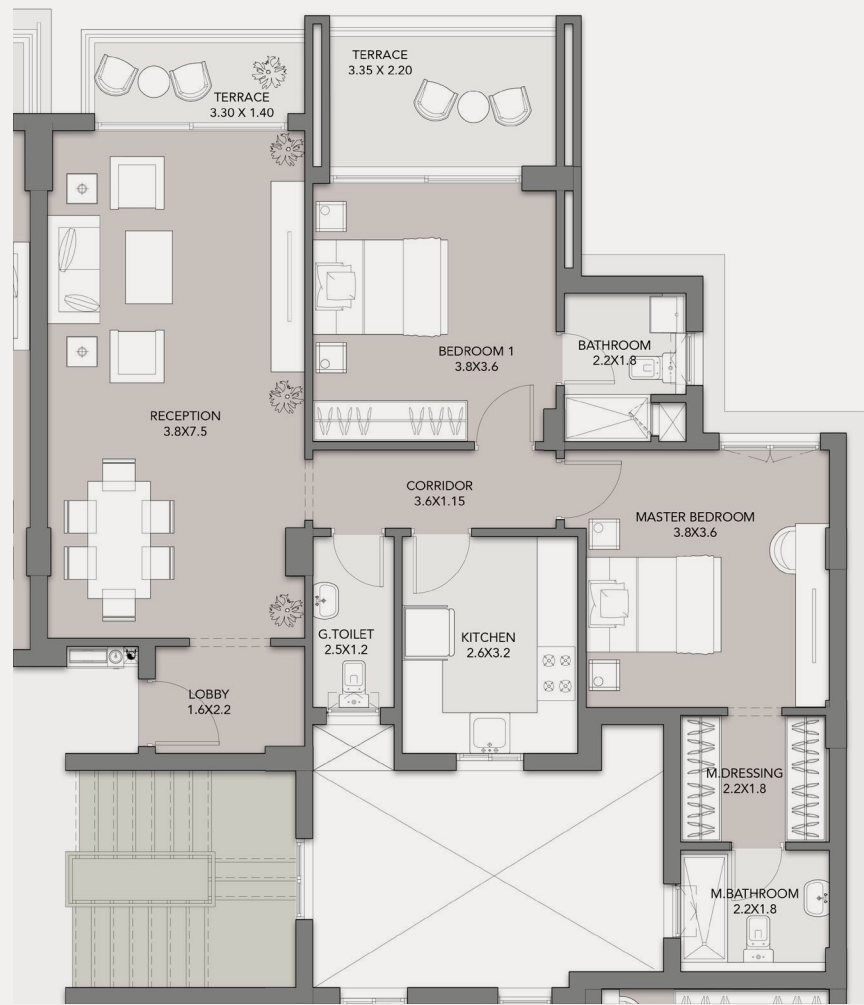 TERRACE
3.30 X 1.40
TERRACE
3.35 X 2.20
BEDROOM 1
3.8X3.6
BATHROOM
2.2X1.8
RECEPTION
3.8X7.5
CORRIDOR
3.6X1.15
MASTER BEDROOM
3.8X3.6
G.TOILET
2.5X1.2
KITCHEN
2.6X3.2
LOBBY
1.6X2.2
M.DRESSING
2.2X1.8
M.BATHROOM
2.2X1.8